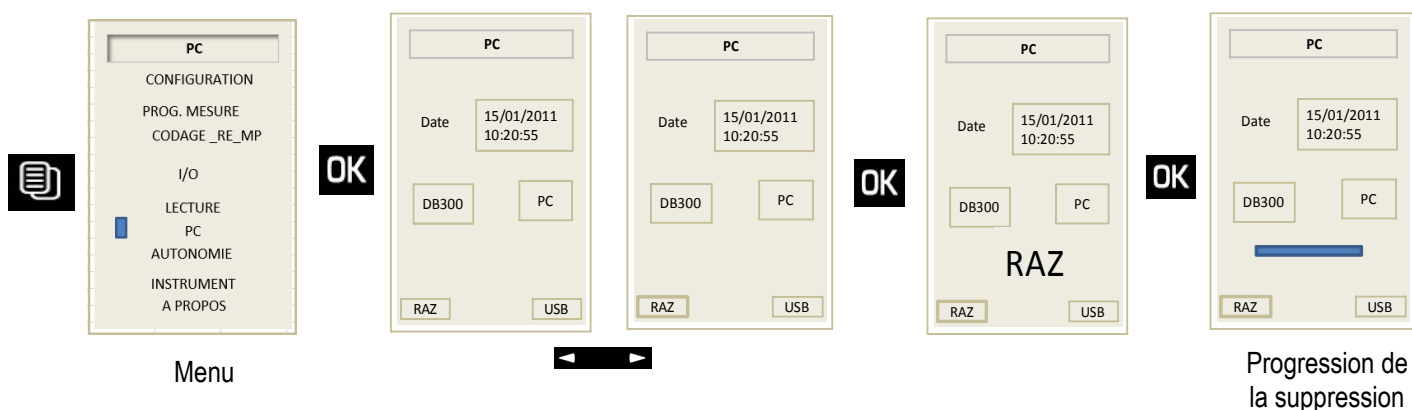 PC
CONFIGURATION
PROG. MESURE
CODAGE _RE_MP
I/O
LECTURE
PC
AUTONOMIE
INSTRUMENT
A PROPOS
Menu
OK
PC
Date
15/01/2011
10:20:55
DB300
PC
RAZ
USB
PC
Date
15/01/2011
10:20:55
DB300
PC
RAZ
USB
OK
PC
Date
15/01/2011
10:20:55
DB300
PC
RAZ
RAZ
USB
OK
PC
Date
15/01/2011
10:20:55
DB300
PC
RAZ
USB
Progression de
la suppression